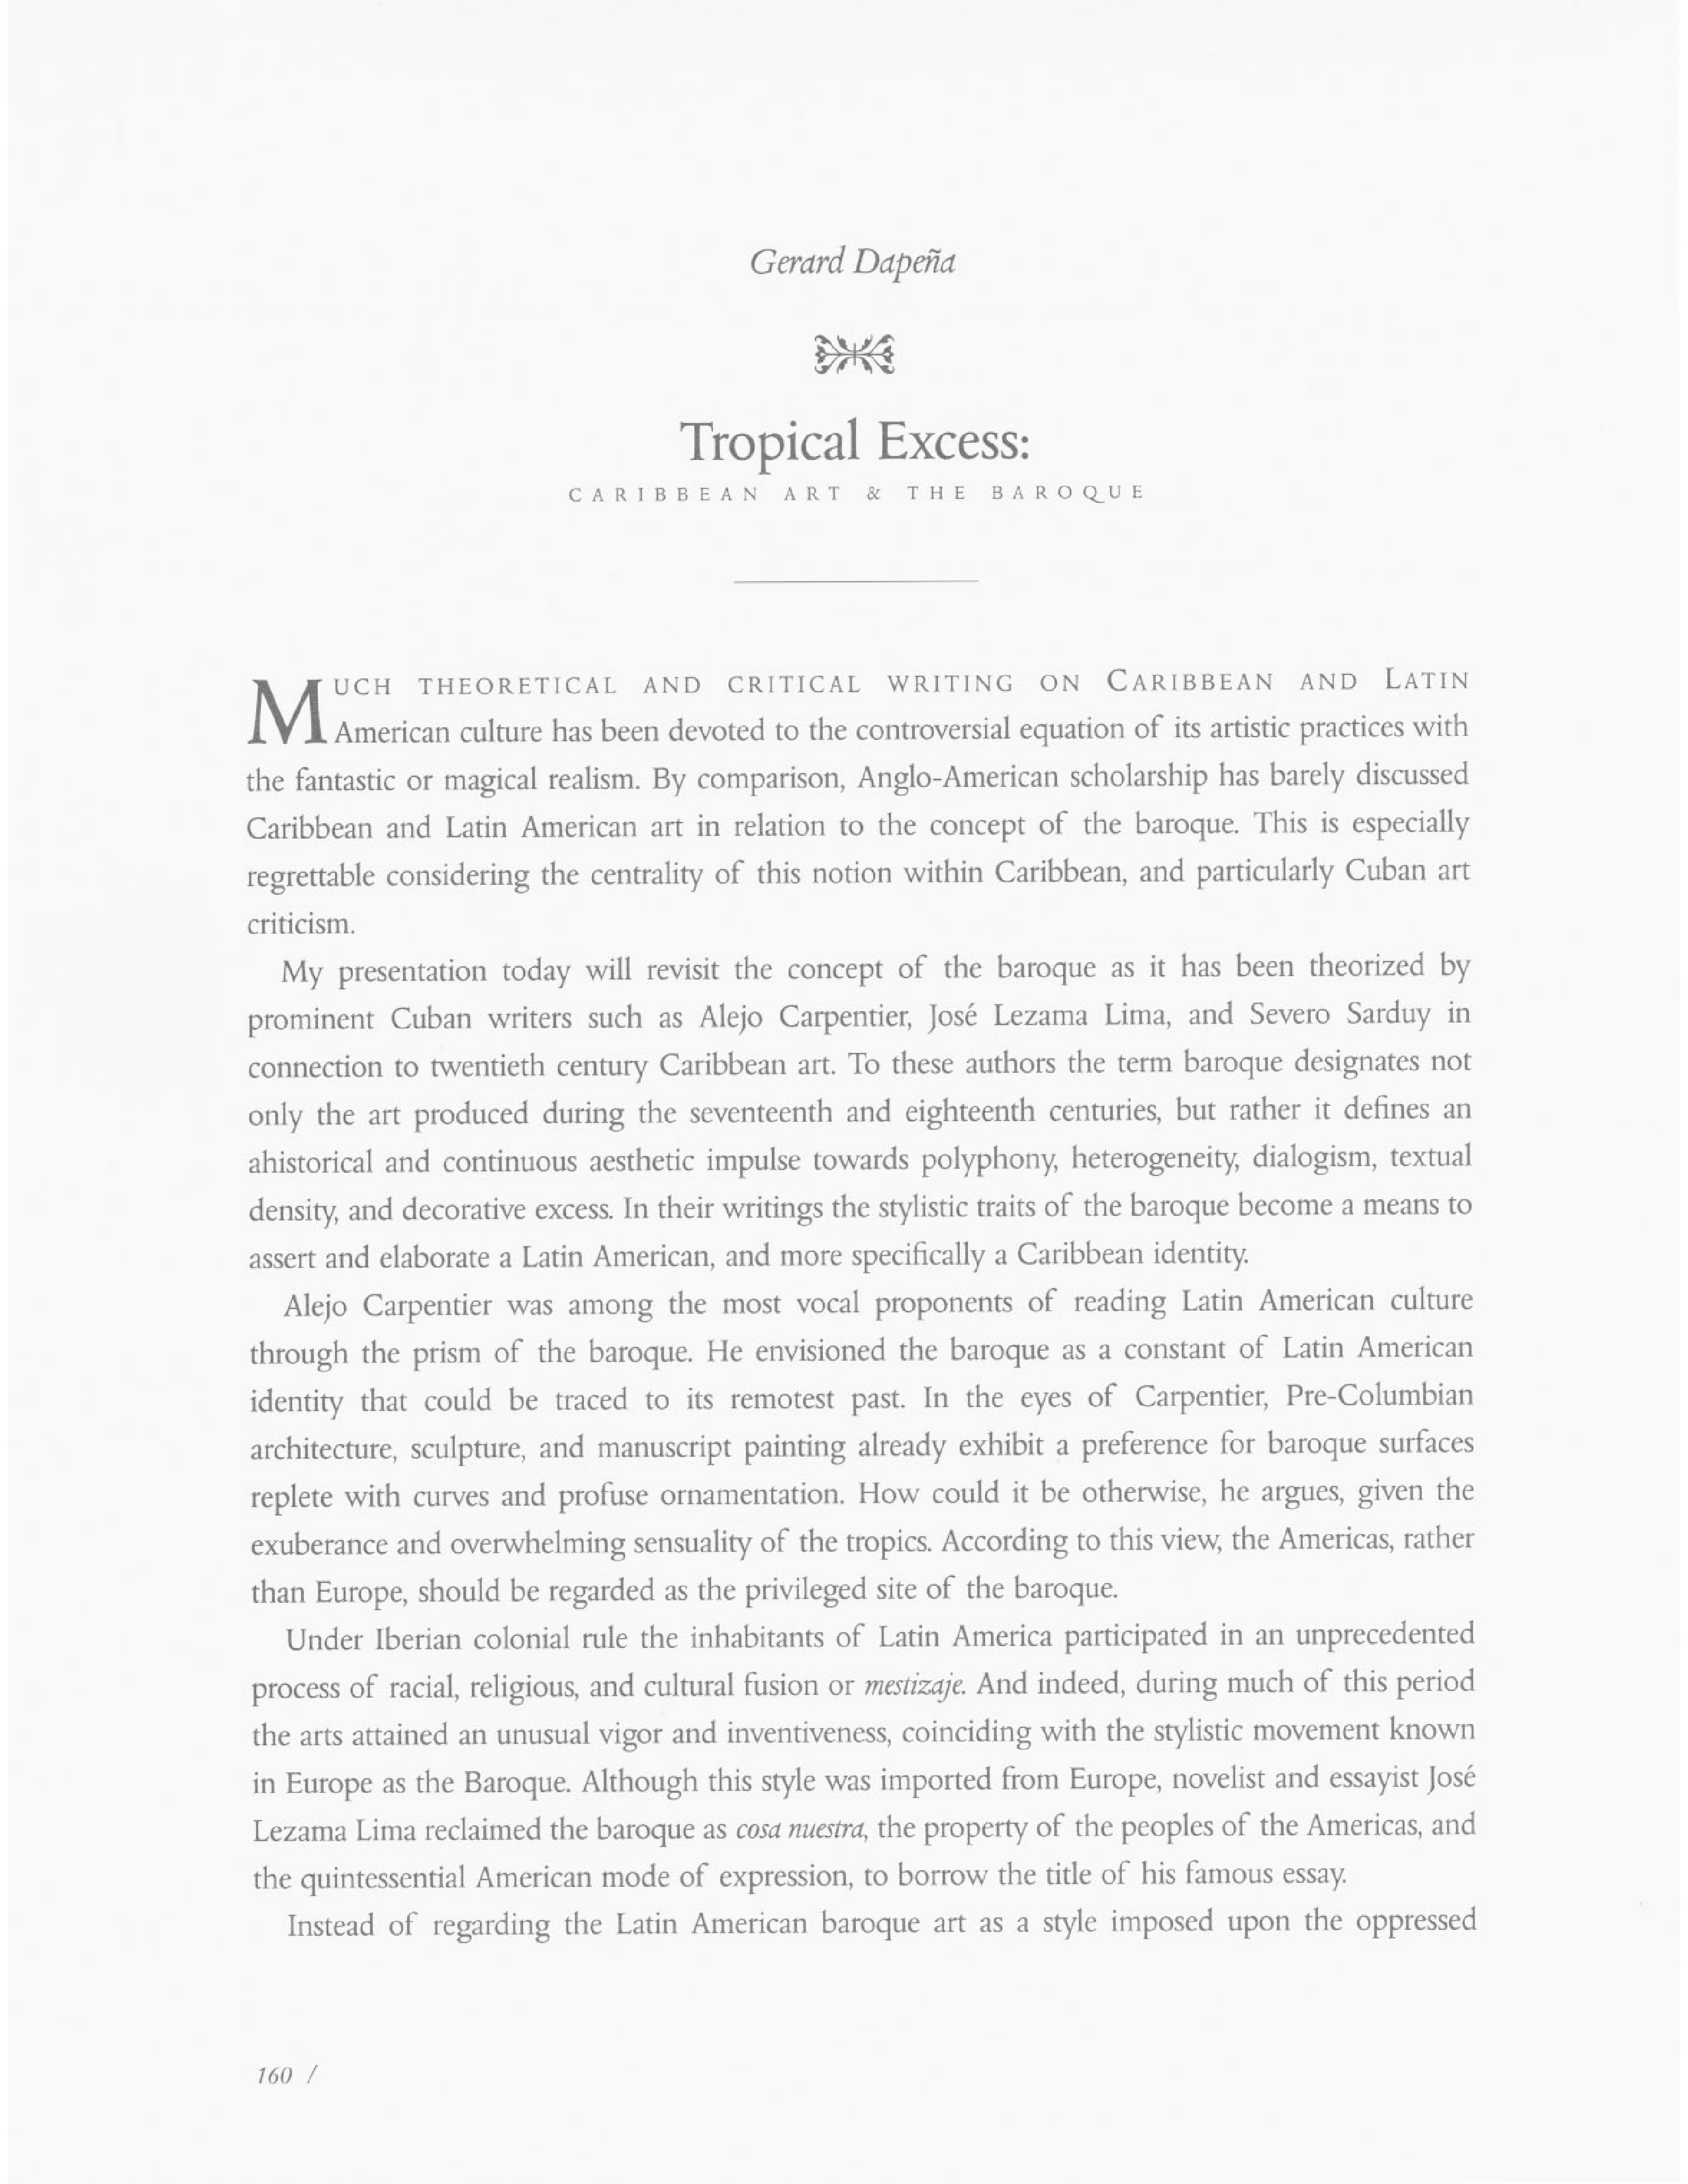 Gerard Dapeña
Tropical Excess:
CARIBBEAN ART & THE BAROQUE
MUCH THEORETICAL AND CRITICAL WRITING ON CARIBBEAN AND LATIN
American culture has been devoted to the controversial equation of its artistic practices with
the fantastic or magical realism. By comparison, Anglo-American scholarship has barely discussed
Caribbean and Latin American art in relation to the concept of the baroque. This is especially
regrettable considering the centrality of this notion within Caribbean, and particularly Cuban art
criticism.
My presentation today will revisit the concept of the baroque as it has been theorized by
prominent Cuban writers such as Alejo Carpentier, José Lezama Lima, and Severo Sarduy in
connection to twentieth century Caribbean art. To these authors the term baroque designates not
only the art produced during the seventeenth and eighteenth centuries, but rather it defines an
ahistorical and continuous aesthetic impulse towards polyphony, heterogeneity, dialogism, textual
density, and decorative excess. In their writings the stylistic traits of the baroque become a means to
assert and elaborate a Latin American, and more specifically a Caribbean identity.
Alejo Carpentier was among the most vocal proponents of reading Latin American culture
through the prism of the baroque. He envisioned the baroque as a constant of Latin American
identity that could be traced to its remotest past. In the eyes of Carpentier, Pre-Columbian
architecture, sculpture, and manuscript painting already exhibit a preference for baroque surfaces
replete with curves and profuse ornamentation. How could it be otherwise, he argues, given the
exuberance and overwhelming sensuality of the tropics. According to this view, the Americas, rather
than Europe, should be regarded as the privileged site of the baroque.
Under Iberian colonial rule the inhabitants of Latin America participated in an unprecedented
process of racial, religious, and cultural fusion or mestizaje. And indeed, during much of this period
the arts attained an unusual vigor and inventiveness, coinciding with the stylistic movement known
in Europe as the Baroque. Although this style was imported from Europe, novelist and essayist José
Lezama Lima reclaimed the baroque as cosa nuestra, the property of the peoples of the Americas, and
the quintessential American mode of expression, to borrow the title of his famous essay.
Instead of regarding the Latin American baroque art as a style imposed upon the oppressed
160 /